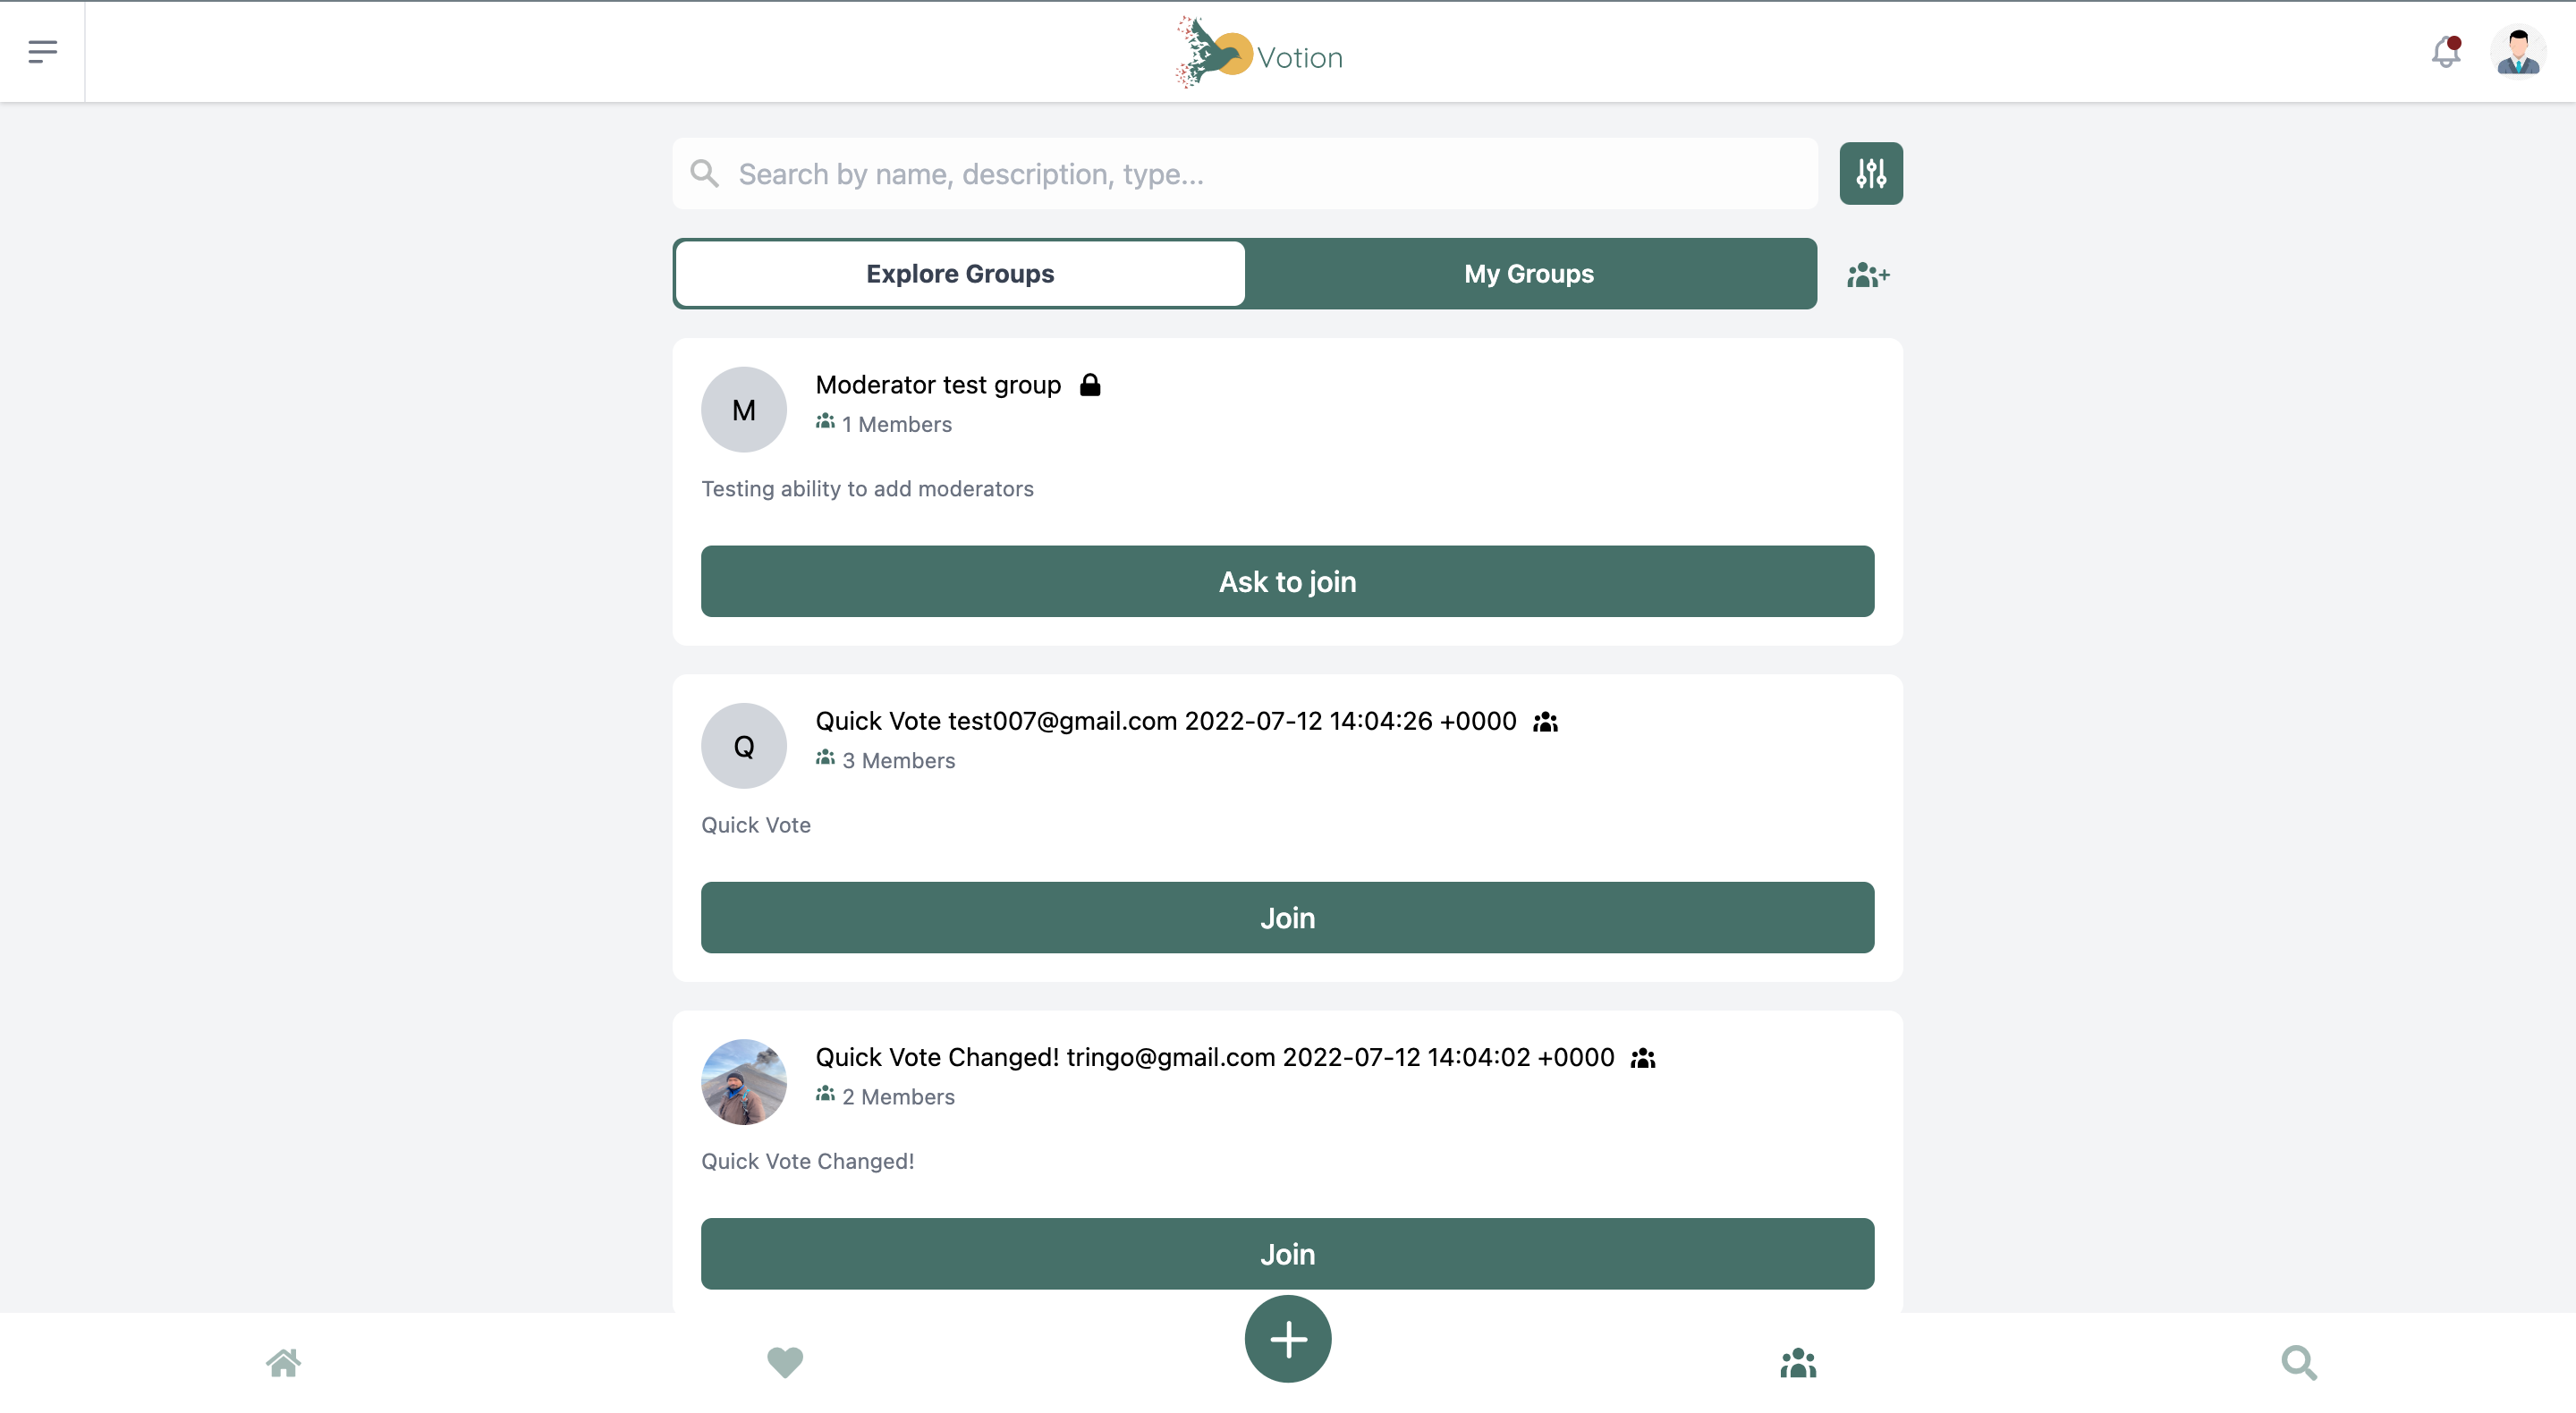 Votion
Search by name, description, type...
Explore Groups
My Groups
M
Moderator test group
1 Members
Testing ability to add moderators
Ask to join
Q
Quick Vote test007@gmail.com 2022-07-12 14:04:26 +0000
3 Members
Quick Vote
Join
Quick Vote Changed! tringo@gmail.com 2022-07-12 14:04:02 +0000
2 Members
Quick Vote Changed!
Join